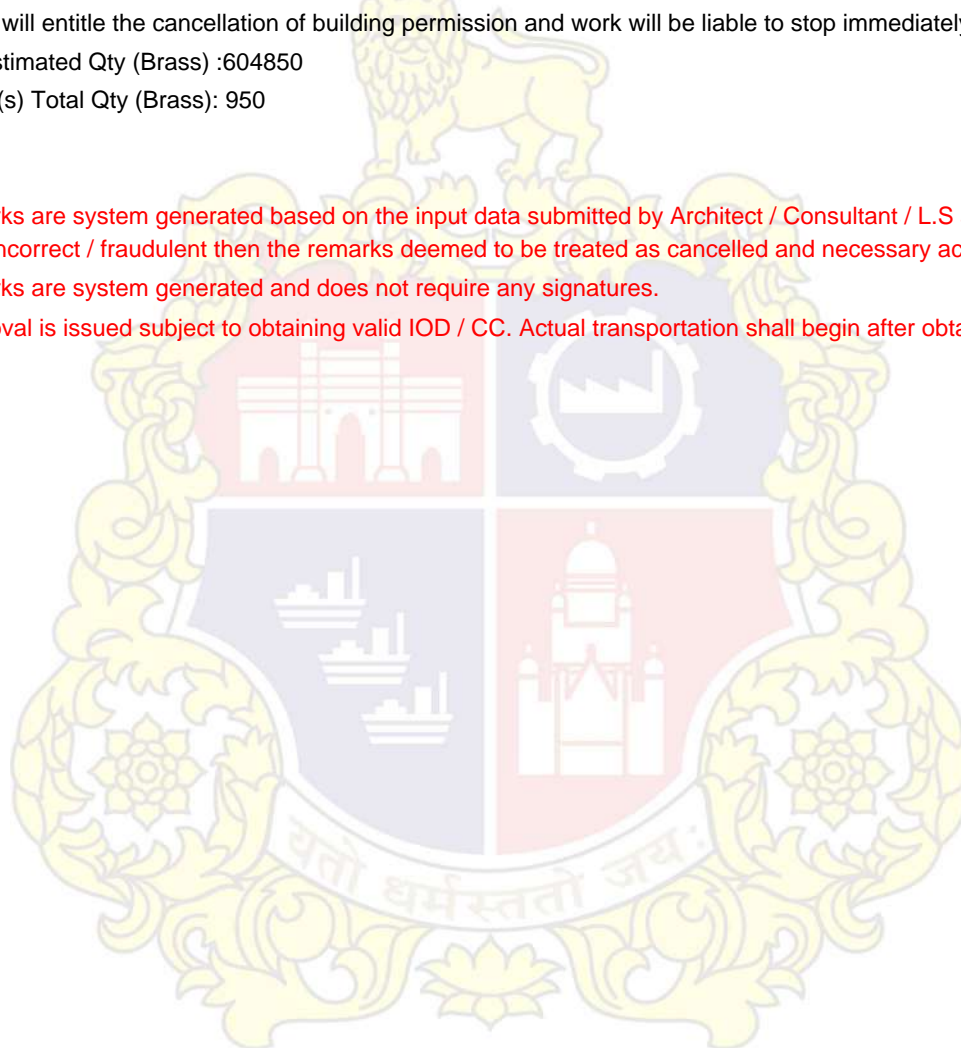 will entitle the cancellation of building permission and work will be liable to stop immediately
stimated Qty (Brass) :604850
(s) Total Qty (Brass): 950
rks are system generated based on the input data submitted by Architect / Consultant / L.S
ncorrect / fraudulent then the remarks deemed to be treated as cancelled and necessary ac
rks are system generated and does not require any signatures.
oval is issued subject to obtaining valid IOD / CC. Actual transportation shall begin after obta
यतो धर्मस्ततो जय: